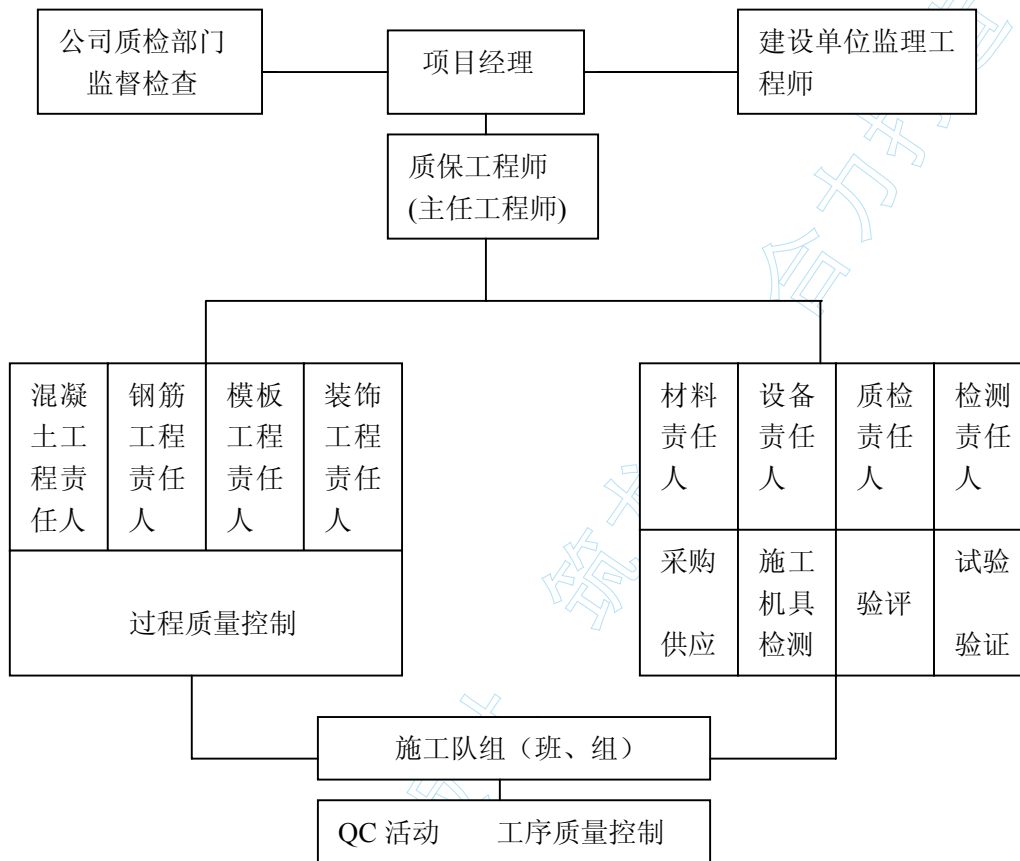 公司质检部门
监督检查
项目经理
建设单位监理工
程师
质保工程师
(主任工程师)
混凝
土工
程责
任人
钢筋
工程
责任
人
模板
工程
责任
人
装饰
工程
责任
人
材料
责任
人
设备
责任
人
质检
责任
人
检测
责任
人
过程质量控制
采购
供应
施工
机具
检测
验评
试验
验证
施工队组（班、组）
QC 活动 工序质量控制